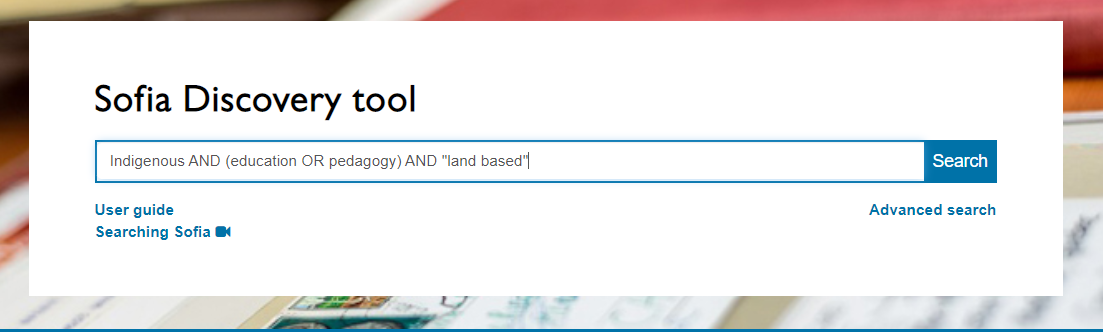 Sofia Discovery tool
Indigenous AND (education OR pedagogy) AND "land based" Search
User guide Advanced search
Searching Sofia